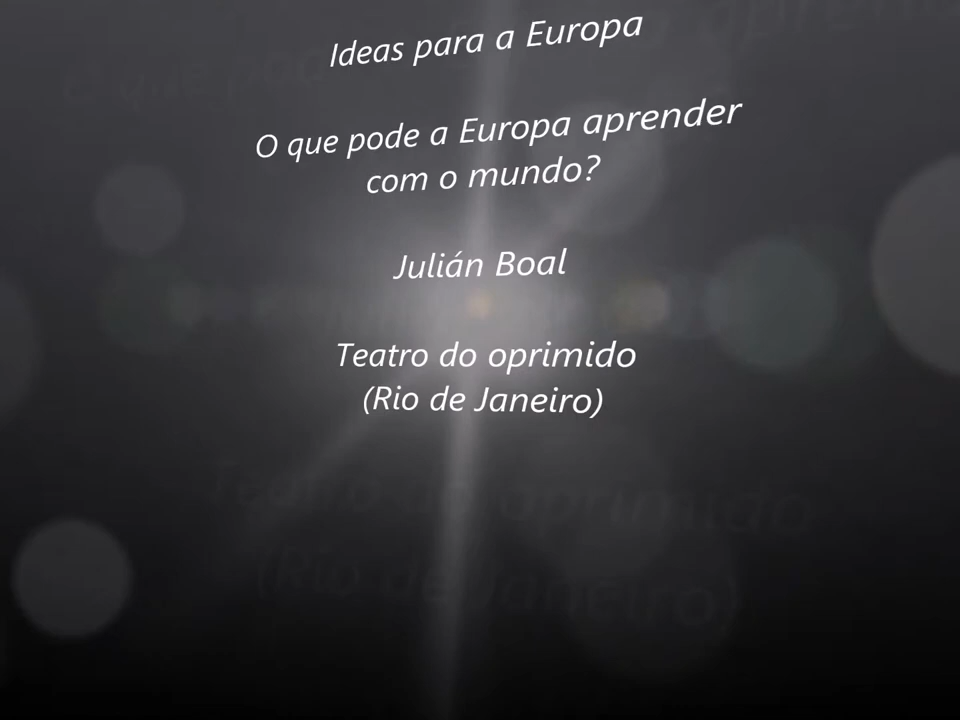 Ideas para a Europa
O que pode a Europa aprender
com o mundo?
Julián Boal
Teatro do oprimido
(Rio de Janeiro)